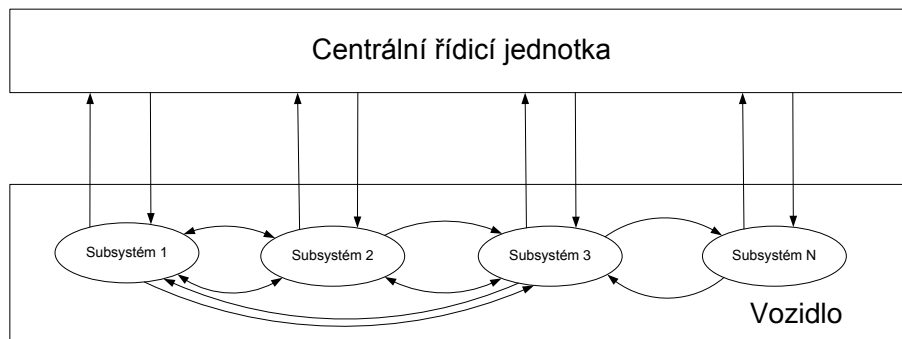 Centrální řídicí jednotka
Subsystém 1
Subsystém 2
Subsystém 3
Subsystém N
Vozidlo